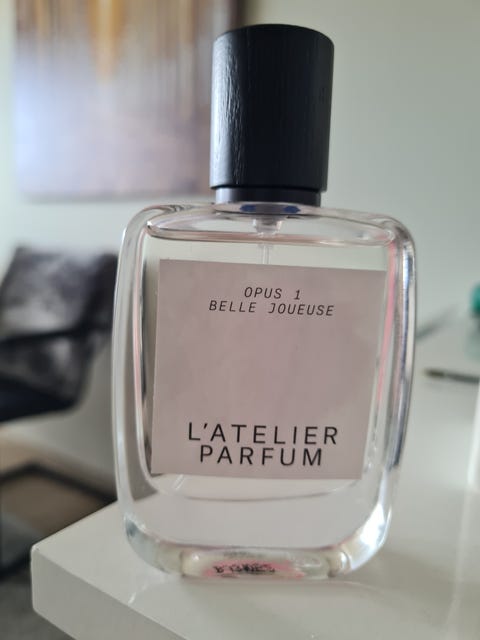 OPUS 1
BELLE JOUEUSE
L'ATELIER
PARFUM